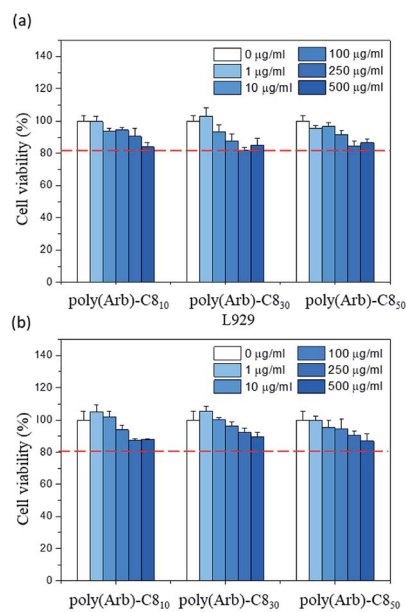 (a)
140
120
100
80
60
40
20
0
Cell viability (%)
0 μg/ml
1 μg/ml
10 μg/ml
100 μg/ml
250 μg/ml
500 μg/ml
poly(Arb)-C8₁₀ poly(Arb)-C8₃₀ poly(Arb)-C8₅₀
L929
(b)
140
120
100
80
60
40
20
0
Cell viability (%)
0 μg/ml
1 μg/ml
10 μg/ml
100 μg/ml
250 μg/ml
500 μg/ml
poly(Arb)-C8₁₀ poly(Arb)-C8₃₀ poly(Arb)-C8₅₀